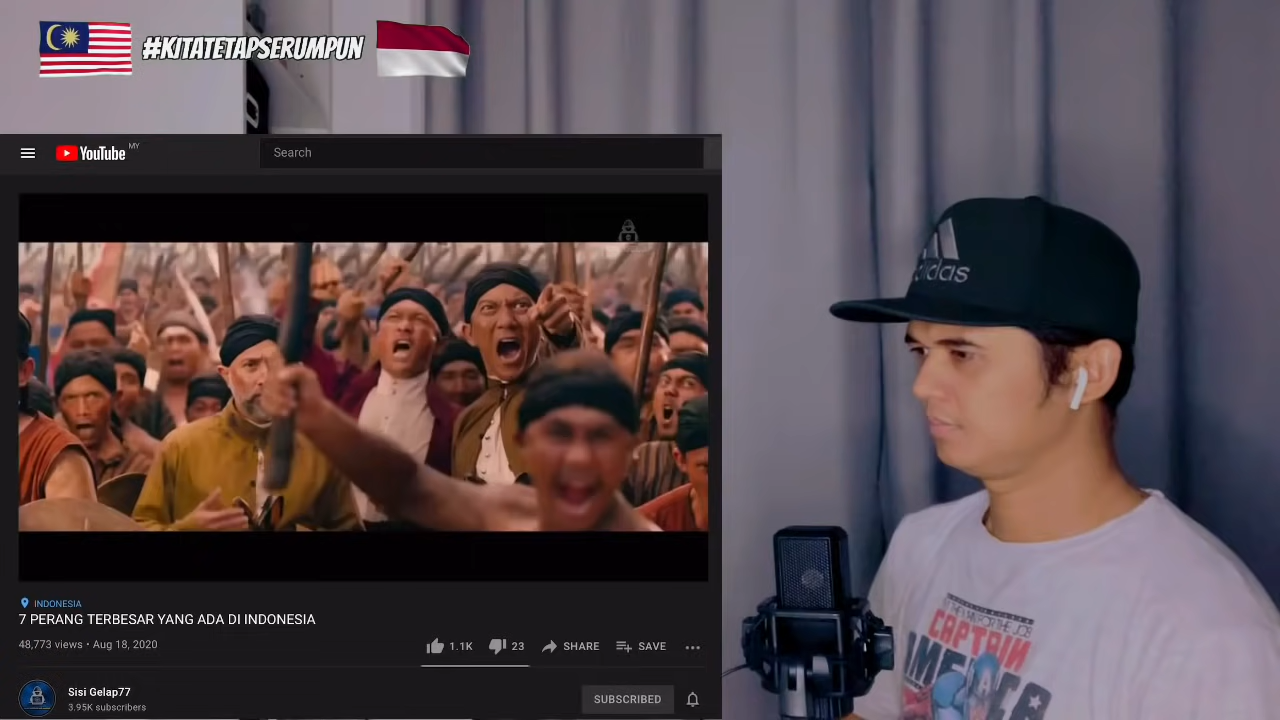 #KITATETAPSERUMPUN
YouTube MY
Search
adidas
INDONESIA
7 PERANG TERBESAR YANG ADA DI INDONESIA
48,773 views • Aug 18, 2020
1.1K
23
SHARE
SAVE
Sisi Gelap77
3.95K subscribers
SUBSCRIBED
CAPTAIN
AMERICA